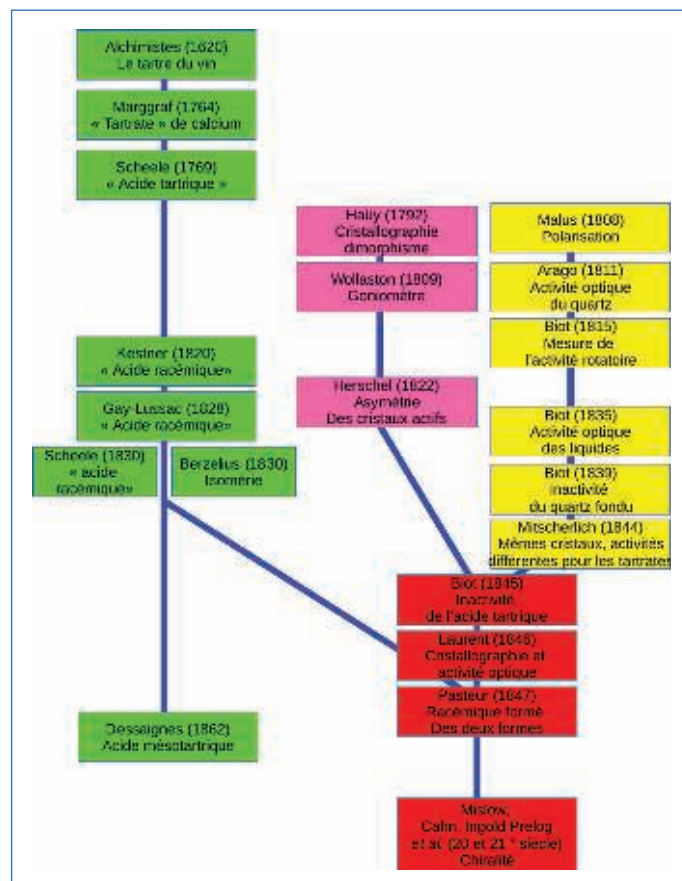 Alchimistes (1620)
Le tartre du vin
Marggraf (1764)
« Tartrate » de calcium
Scheele (1769)
« Acide tartrique »
Kestner (1820)
« Acide racémique»
Gay-Lussac (1828)
« Acide racémique»
Scheele (1830)
« acide
racémique»
Berzelius (1830)
Isomérie
Dessaignes (1862)
Acide mésotartrique
Haüy (1792)
Cristallographie
dimorphisme
Wollaston (1809)
Goniomètre
Herschel (1822)
Asymétrie
Des cristaux actifs
Malus (1808)
Polarisation
Arago (1811)
Activité optique
du quartz
Biot (1815)
Mesure de
l'activité rotatoire
Biot (1835)
Activité optique
des liquides
Biot (1839)
Inactivité
du quartz fondu
Mitscherlich (1844)
Mêmes cristaux, activités
différentes pour les tartrates
Biot (1845)
Inactivité
de l'acide tartrique
Laurent (1846)
Cristallographie et
activité optique
Pasteur (1847)
Racémique formé
Des deux formes
Mislow,
Cahn, Ingold Prelog
et al. (20 et 21 ° siècle)
Chiralité